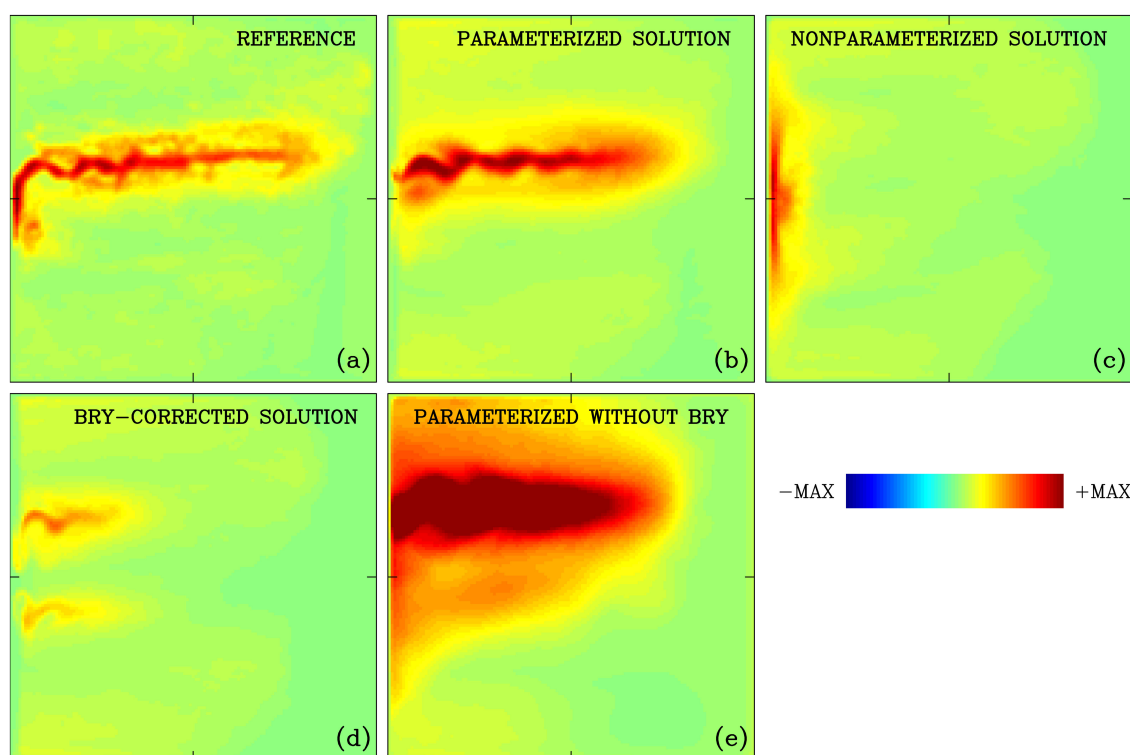 REFERENCE
(a)
PARAMETERIZED SOLUTION
(b)
NONPARAMETERIZED SOLUTION
(c)
BRY-CORRECTED SOLUTION
(d)
PARAMETERIZED WITHOUT BRY
(e)
-MAX +MAX